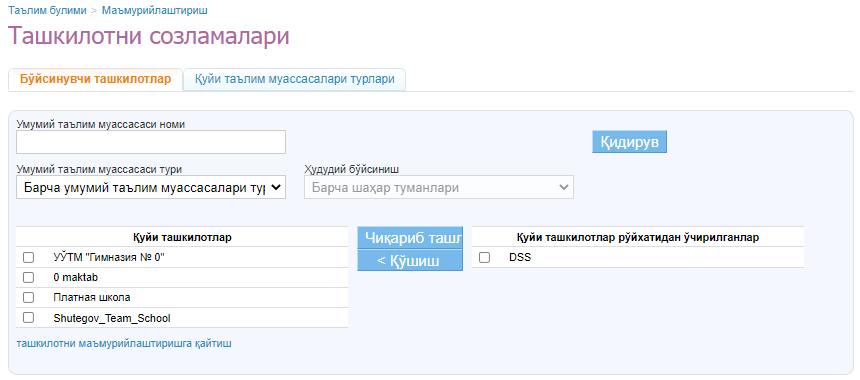 Таълим булими > Маъмурийлаштириш
Ташкилотни созламалари
Бўйсинувчи ташкилотлар
Қуйи таълим муассасалари турлари
Умумий таълим муассасаси номи
Қидирув
Умумий таълим муассасаси тури
Ҳудудий бўйсиниш
Барча умумий таълим муассасалари тур
Барча шаҳар туманлари
Қуйи ташкилотлар
Чиқариб ташл
Қуйи ташкилотлар рўйхатидан ўчирилганлар
УЎТМ "Гимназия № 0"
< Қўшиш
DSS
0 maktab
Платная школа
Shutegov_Team_School
ташкилотни маъмурийлаштиришга қайтиш